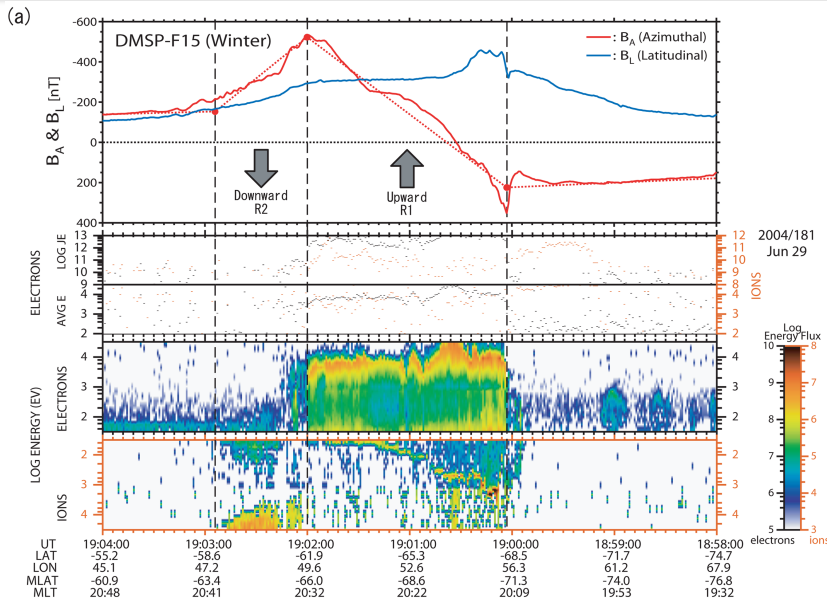 (a)
DMSP-F15 (Winter)
: B_A (Azimuthal)
: B_L (Latitudinal)
B_A & B_L [nT]
-600
-400
-200
0
200
400
Downward
R2
Upward
R1
2004/181
Jun 29
ELECTRONS
LOG JE
13
12
11
10
9
AVG E
4
3
2
12
11
10
9
8
4
3
2
IONS
LOG ENERGY (EV)
ELECTRONS
4
3
2
IONS
2
3
4
Log
Energy Flux
10
9
8
7
6
5
8
7
6
5
4
3
electrons
ions
UT 19:04:00 19:03:00 19:02:00 19:01:00 19:00:00 18:59:00 18:58:00
LAT -55.2 -58.6 -61.9 -65.3 -68.5 -71.7 -74.7
LON 45.1 47.2 49.6 52.6 56.3 61.2 67.9
MLAT -60.9 -63.4 -66.0 -68.6 -71.3 -74.0 -76.8
MLT 20:48 20:41 20:32 20:22 20:09 19:53 19:32